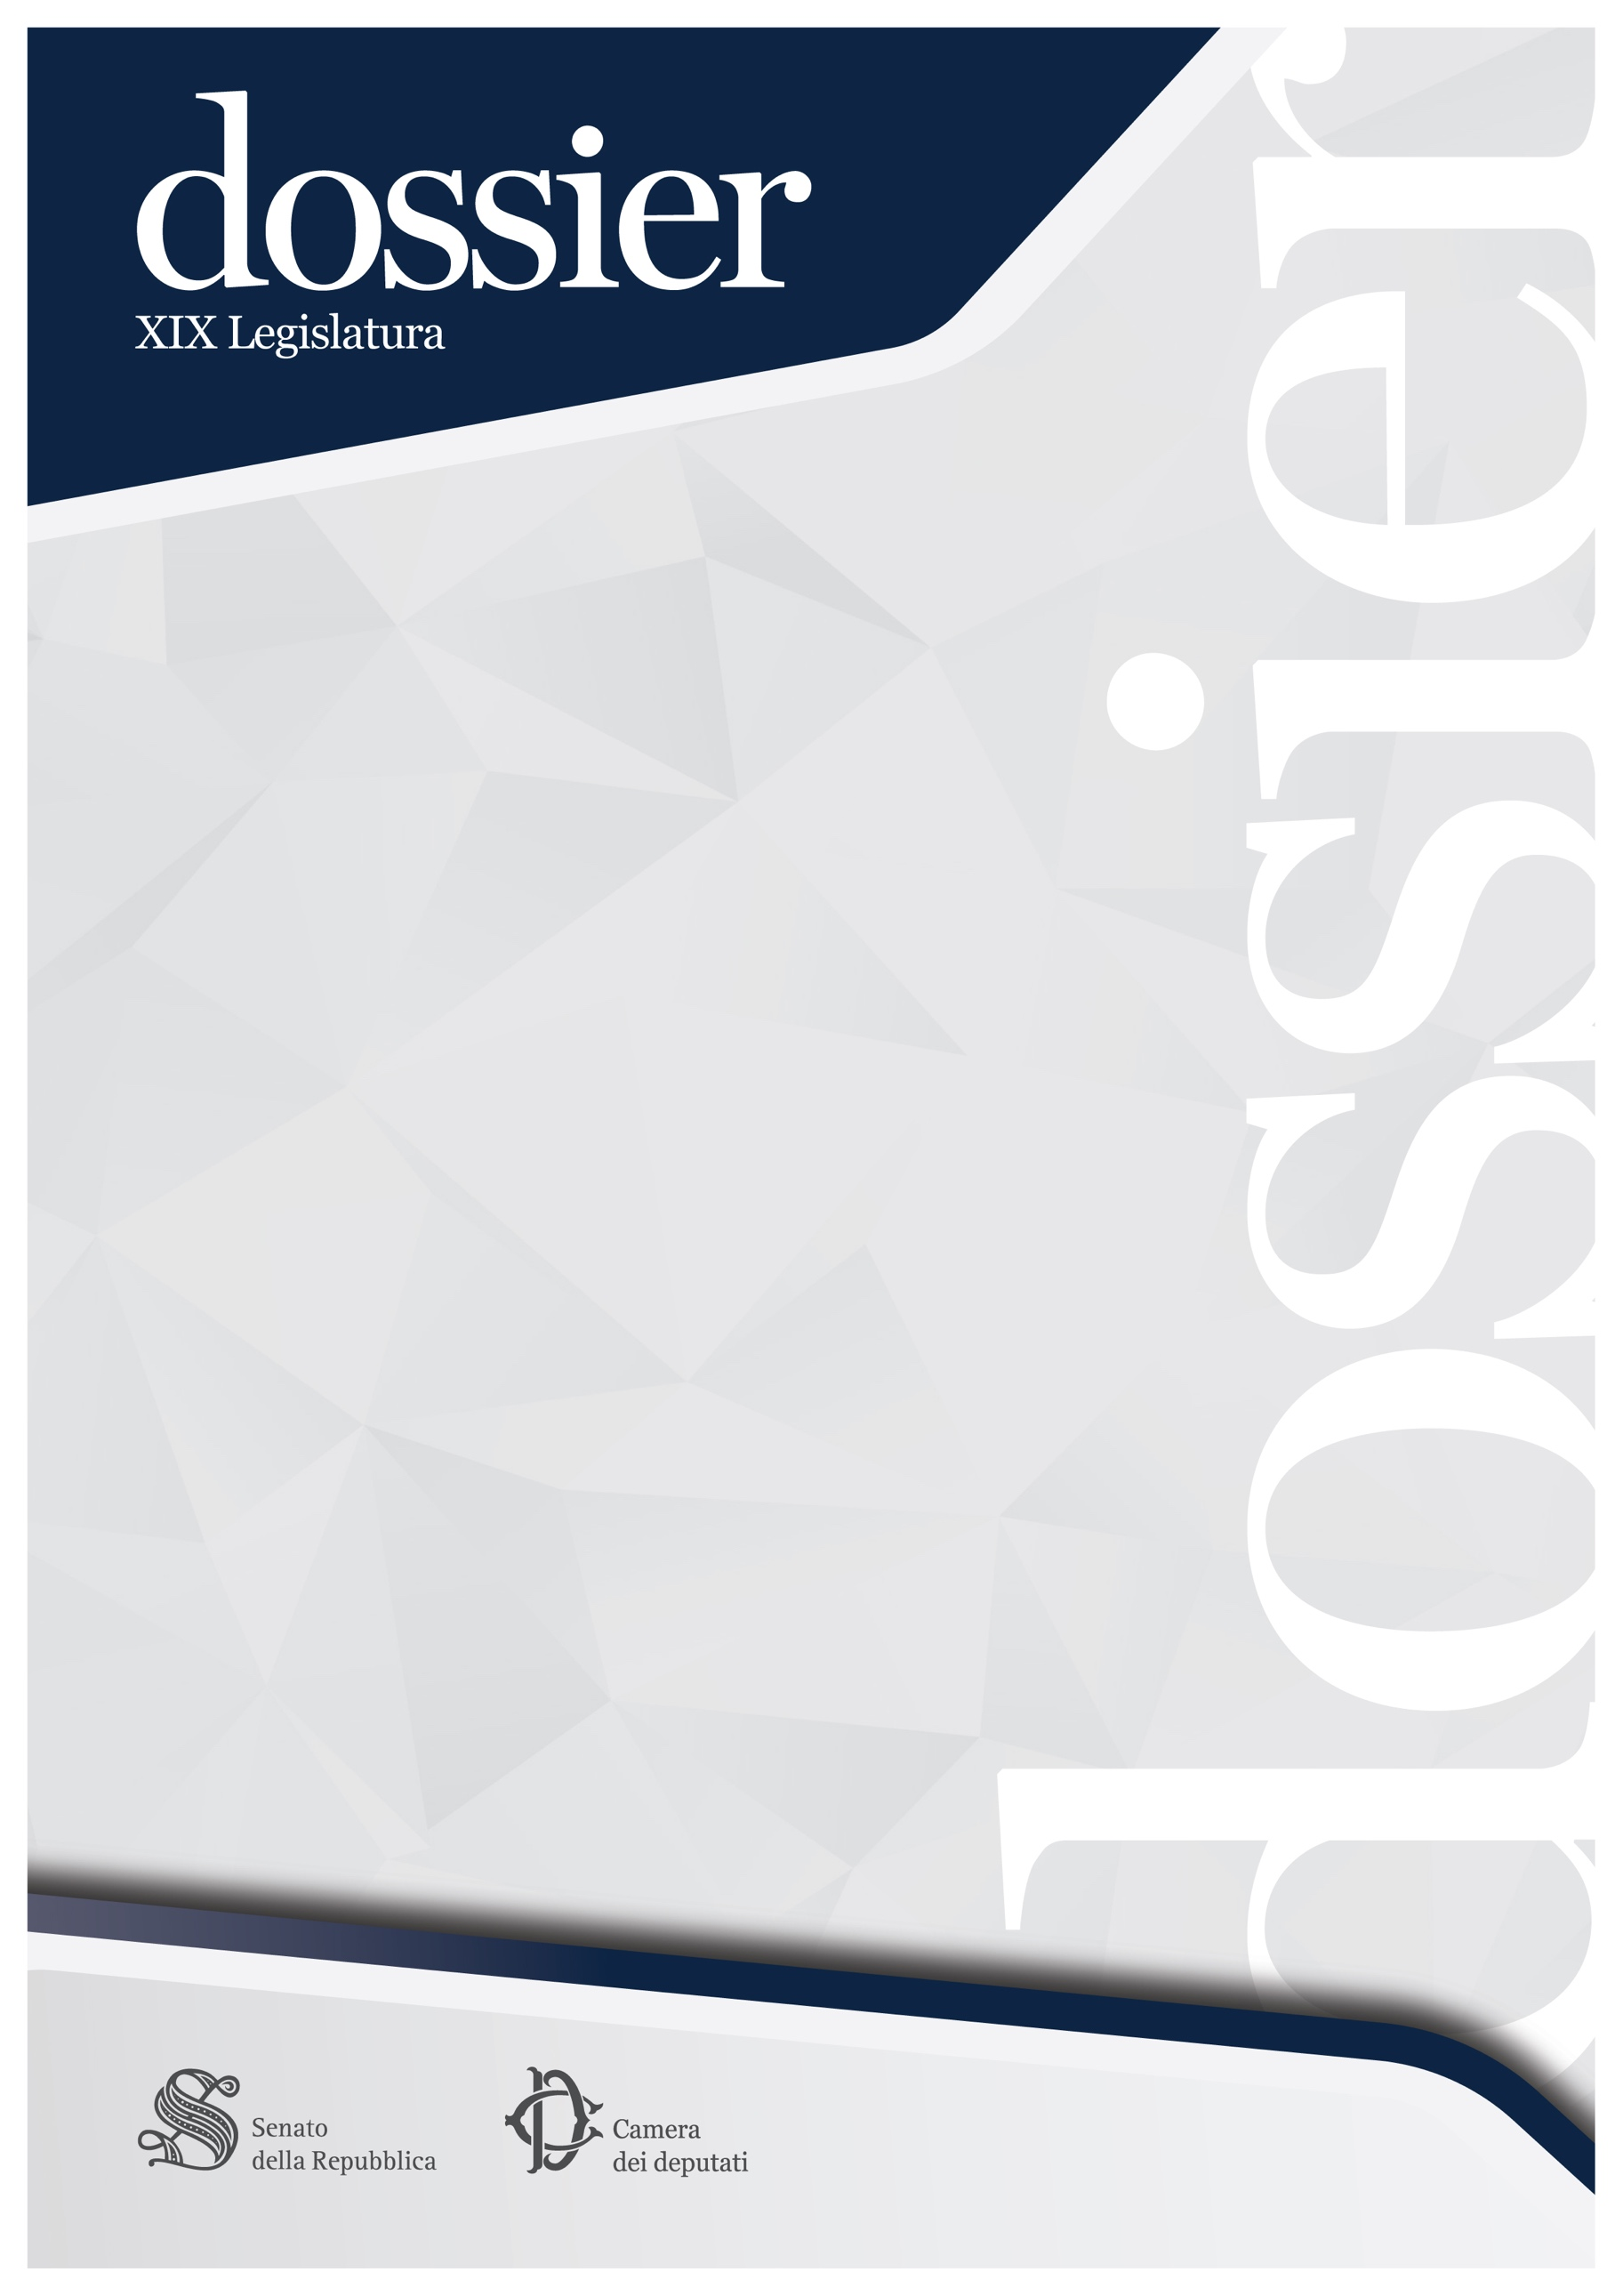 dossier
XIX Legislatura
dossier
Senato
della Repubblica
Camera
dei deputati